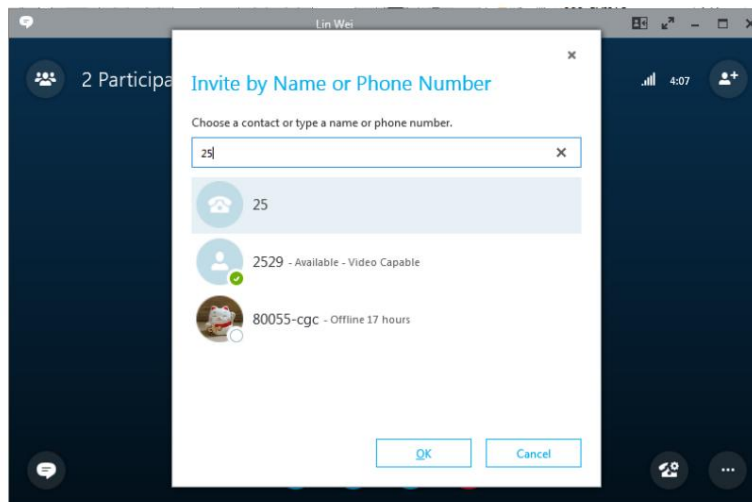 Lin Wei
2 Participa
4:07
Invite by Name or Phone Number
Choose a contact or type a name or phone number.
25
25
2529 - Available - Video Capable
80055-cgc - Offline 17 hours
OK
Cancel